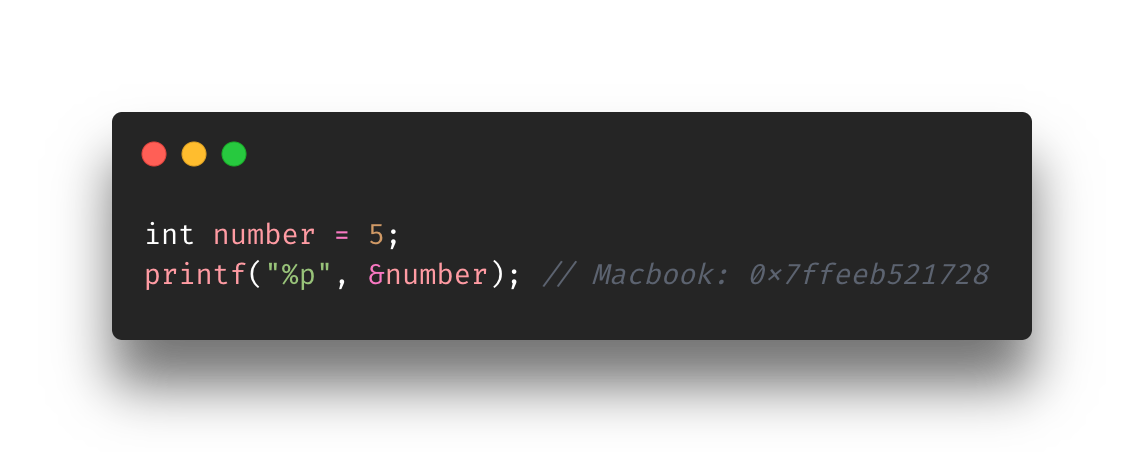 int number = 5;
printf("%p", &number); // Macbook: 0x7ffeeb521728